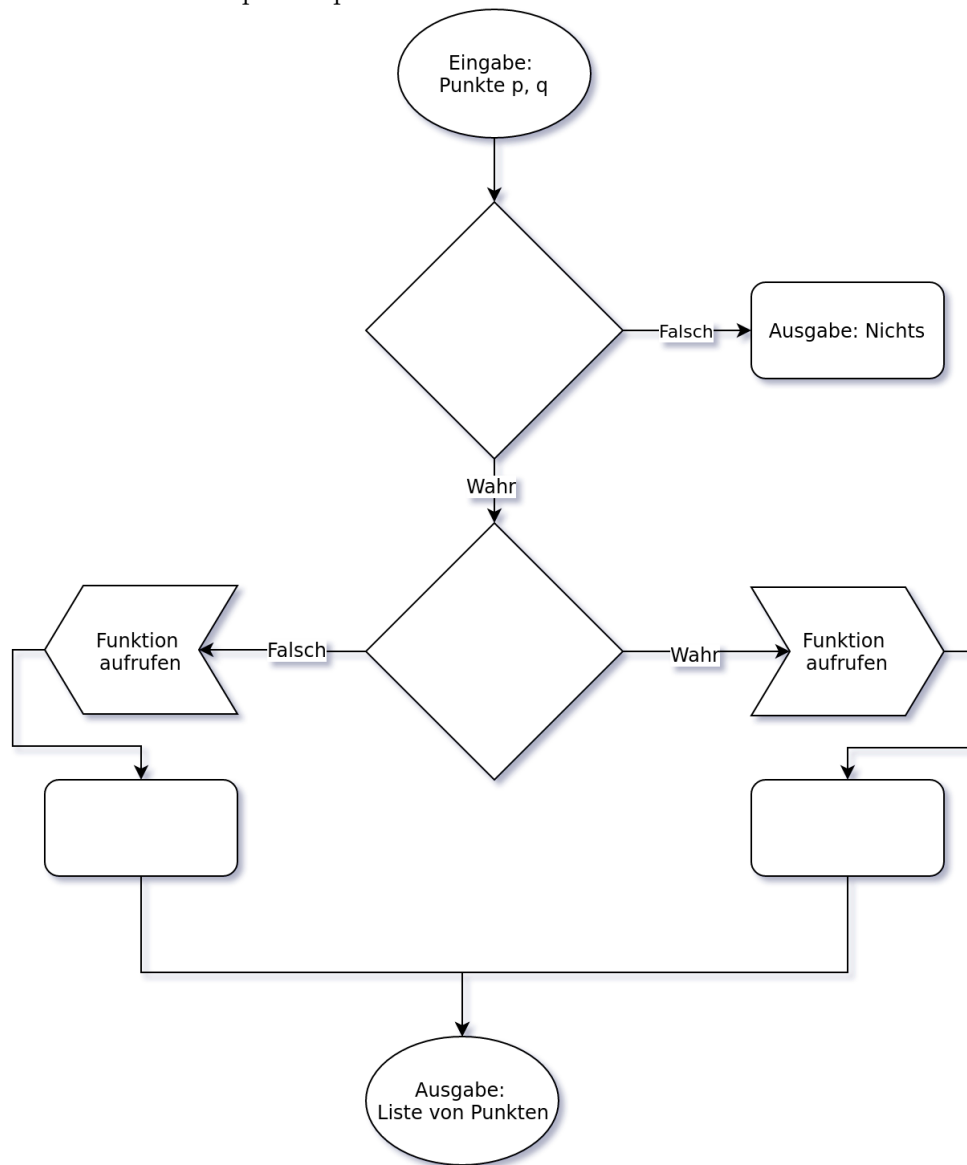 Eingabe:
Punkte p, q
Falsch
Ausgabe: Nichts
Wahr
Funktion
aufrufen
Falsch
Wahr
Funktion
aufrufen
Ausgabe:
Liste von Punkten